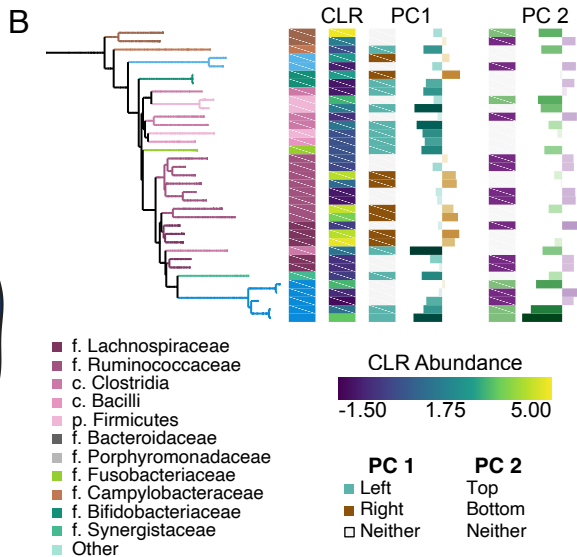 B
CLR PC1 PC 2
f. Lachnospiraceae
f. Ruminococcaceae
c. Clostridia
c. Bacilli
p. Firmicutes
f. Bacteroidaceae
f. Porphyromonadaceae
f. Fusobacteriaceae
f. Campylobacteraceae
f. Bifidobacteriaceae
f. Synergistaceae
Other
CLR Abundance
-1.50 1.75 5.00
PC 1 PC 2
Left Top
Right Bottom
Neither Neither